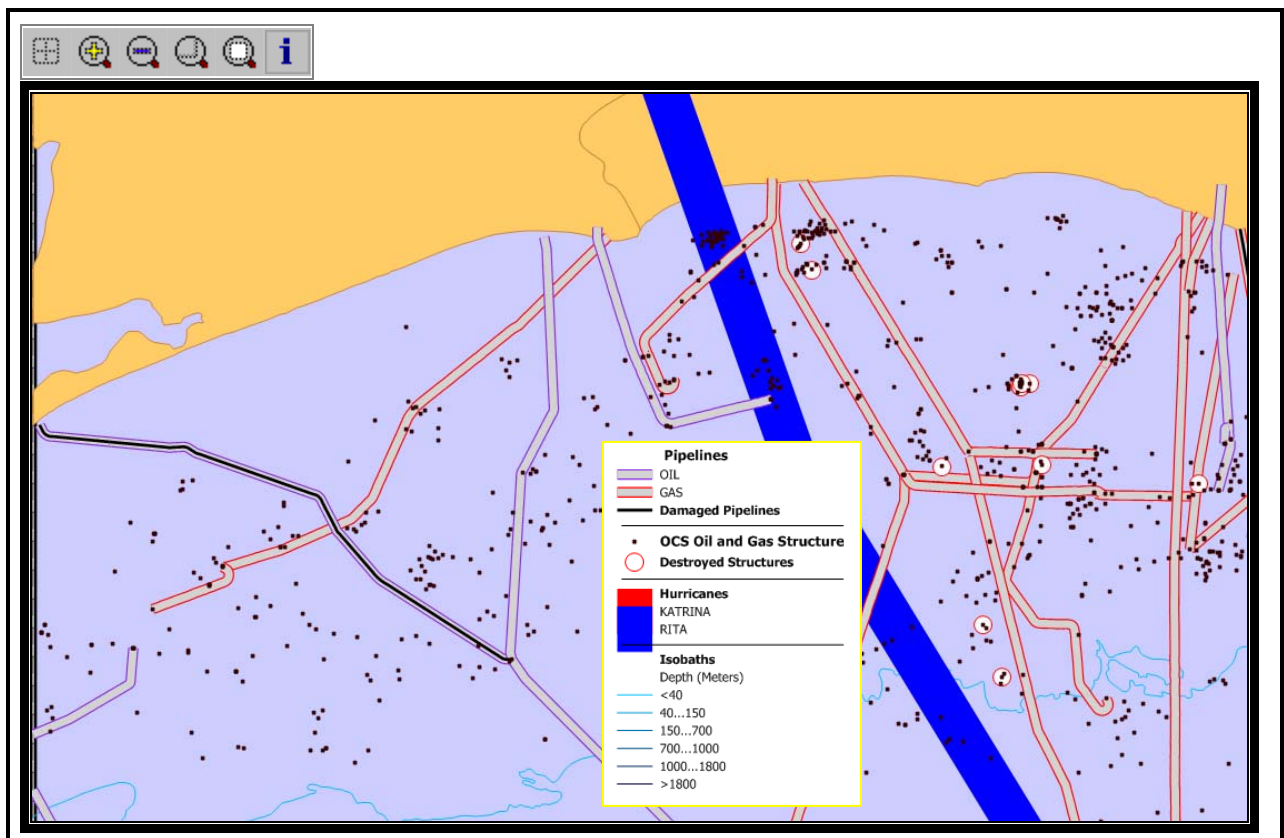 i
Pipelines
OIL
GAS
Damaged Pipelines
OCS Oil and Gas Structure
Destroyed Structures
Hurricanes
KATRINA
RITA
Isobaths
Depth (Meters)
<40
40...150
150...700
700...1000
1000...1800
>1800